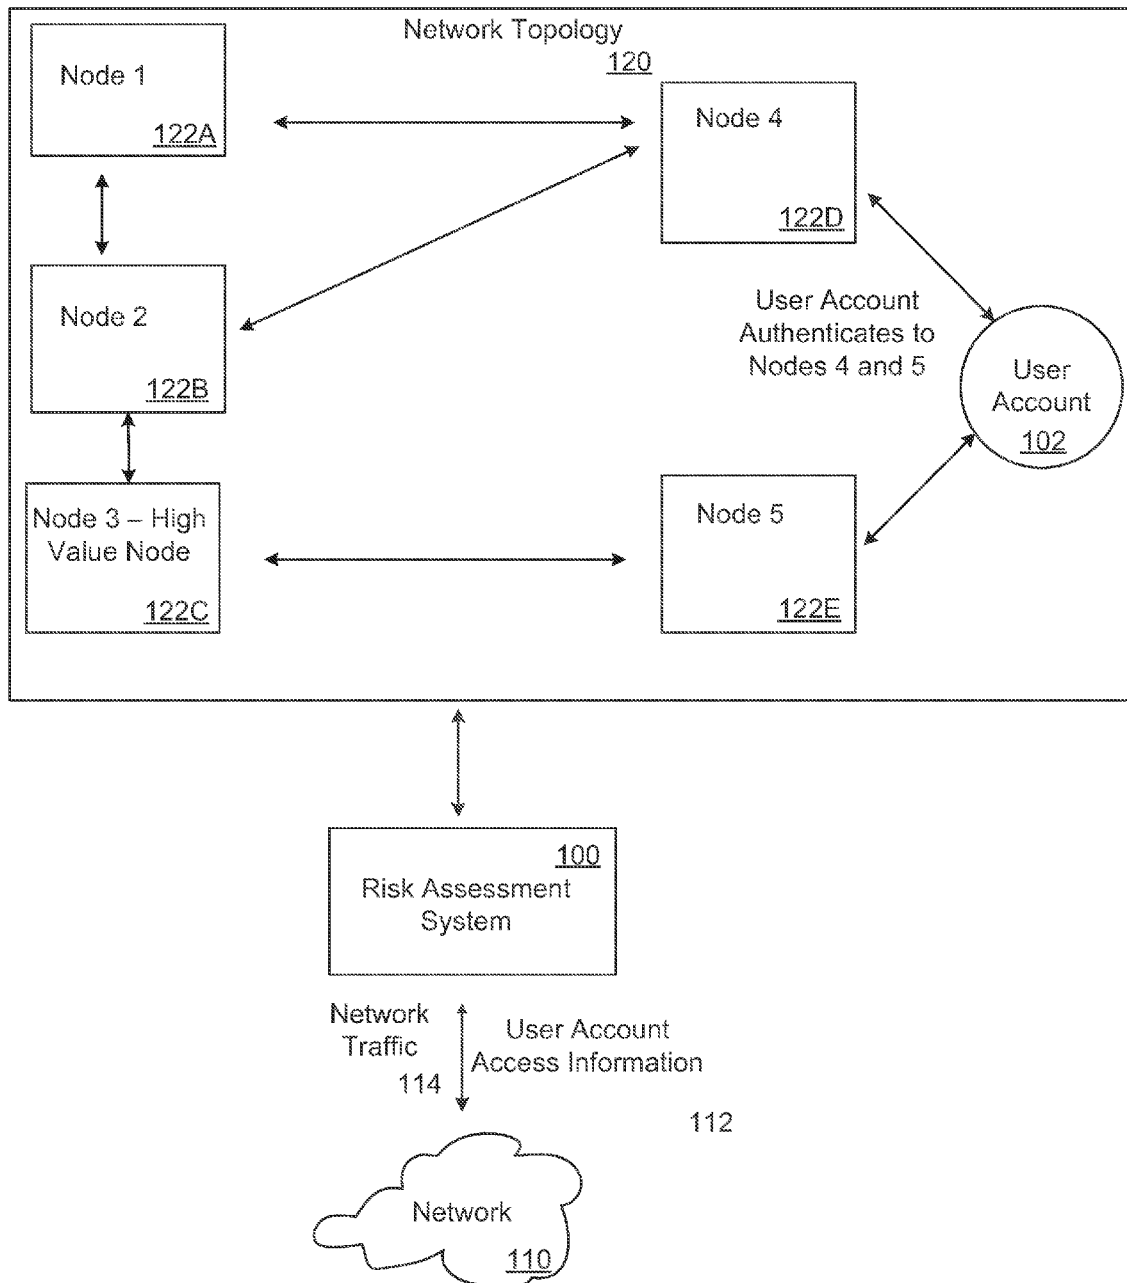 Network Topology
120
Node 1
122A
Node 4
122D
Node 2
122B
User Account
Authenticates to
Nodes 4 and 5
User
Account
102
Node 3 – High
Value Node
122C
Node 5
122E
100
Risk Assessment
System
Network
Traffic
114
User Account
Access Information
112
Network
110